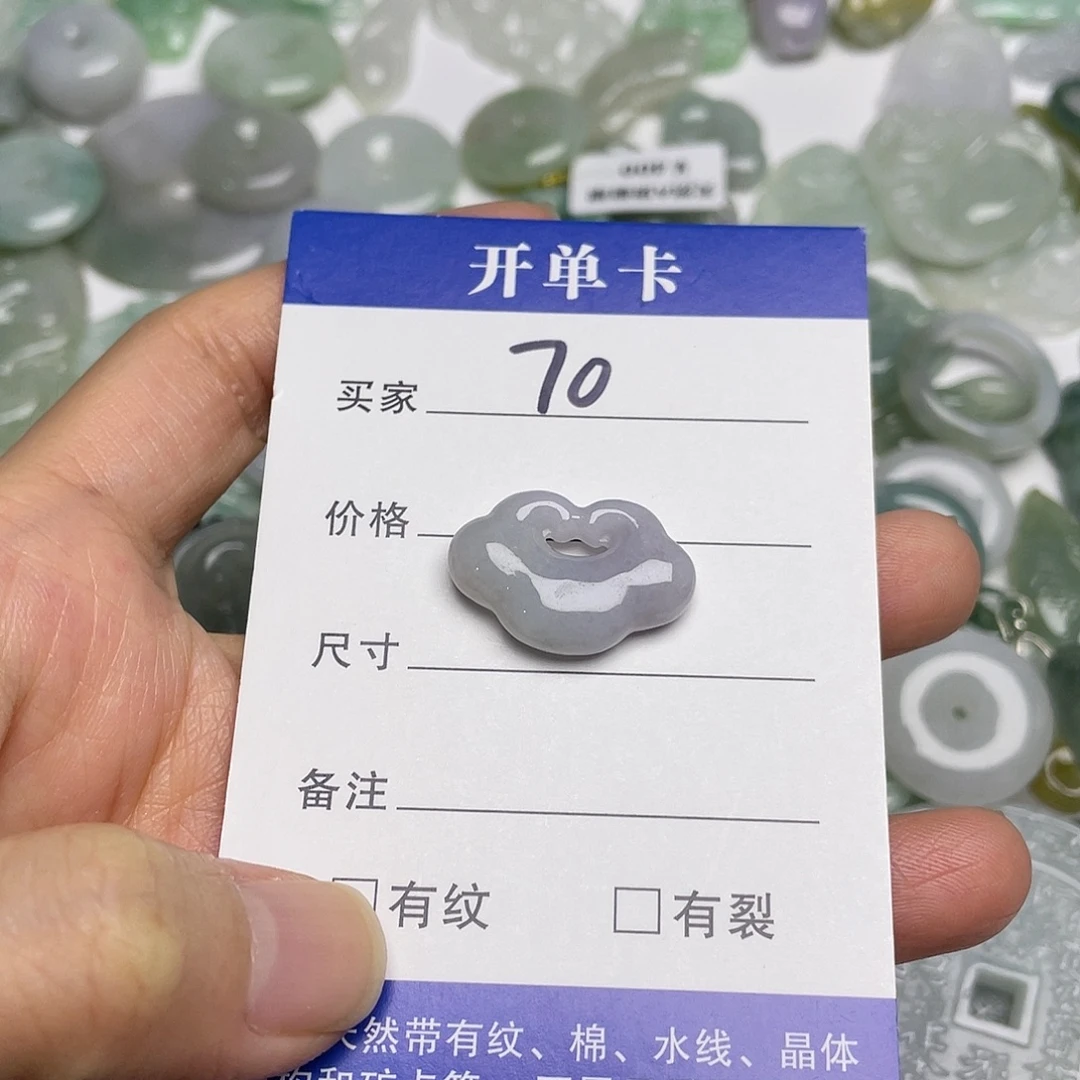 开单卡
买家 70
价格
尺寸
备注
□有纹 □有裂
然带有纹、棉、水线、晶体